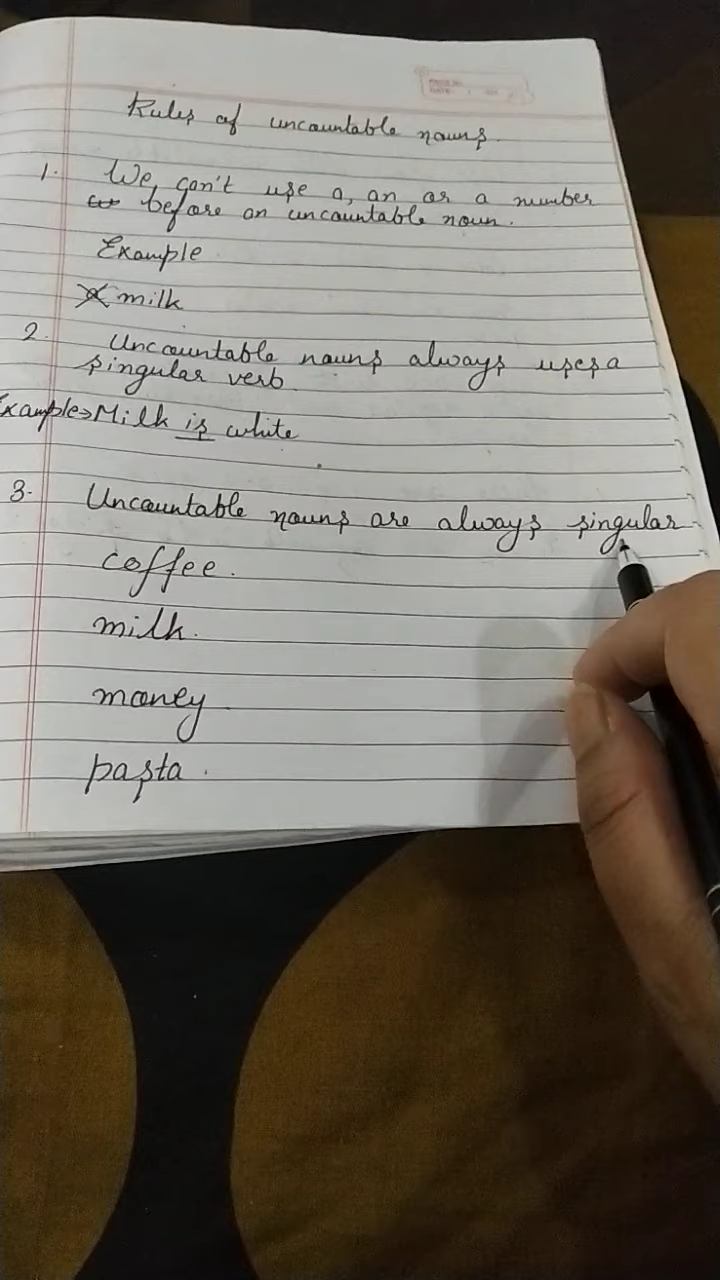 Rules of uncountable nouns.
1. We can't use a, an or a number
before an uncountable noun.
Example
a milk
2. Uncountable nouns always uses a
singular verb.
Example→Milk is white
3. Uncountable nouns are always singular
coffee.
milk.
money
pasta.